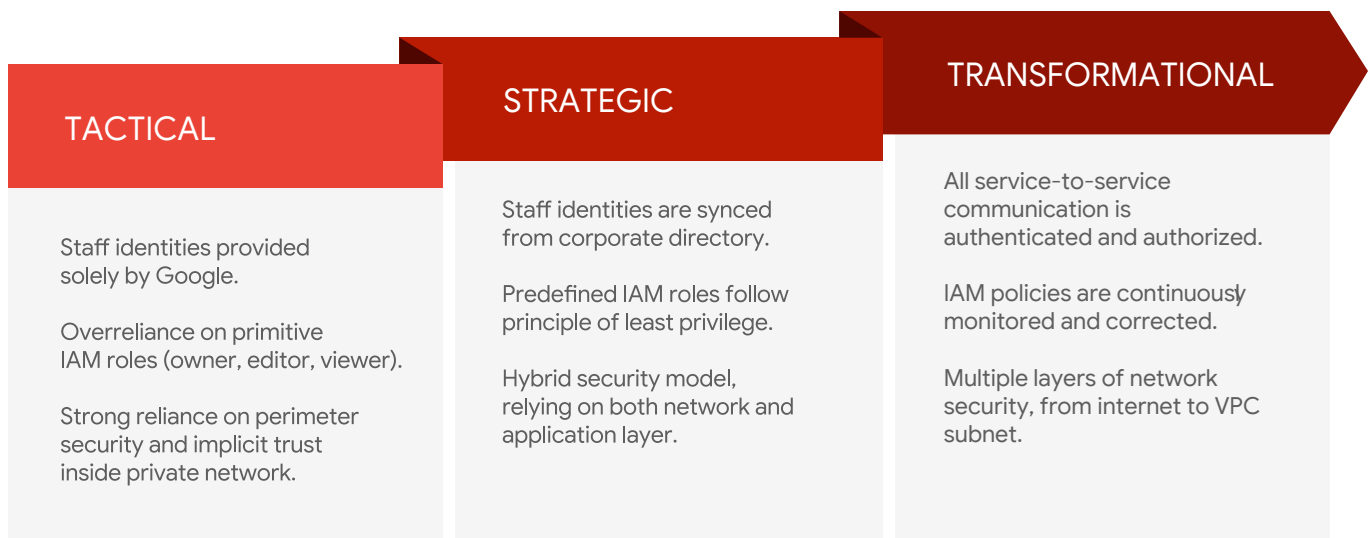 TACTICAL
Staff identities provided
solely by Google.
Overreliance on primitive
IAM roles (owner, editor, viewer).
Strong reliance on perimeter
security and implicit trust
inside private network.
STRATEGIC
Staff identities are synced
from corporate directory.
Predefined IAM roles follow
principle of least privilege.
Hybrid security model,
relying on both network and
application layer.
TRANSFORMATIONAL
All service-to-service
communication is
authenticated and authorized.
IAM policies are continously
monitored and corrected.
Multiple layers of network
security, from internet to VPC
subnet.